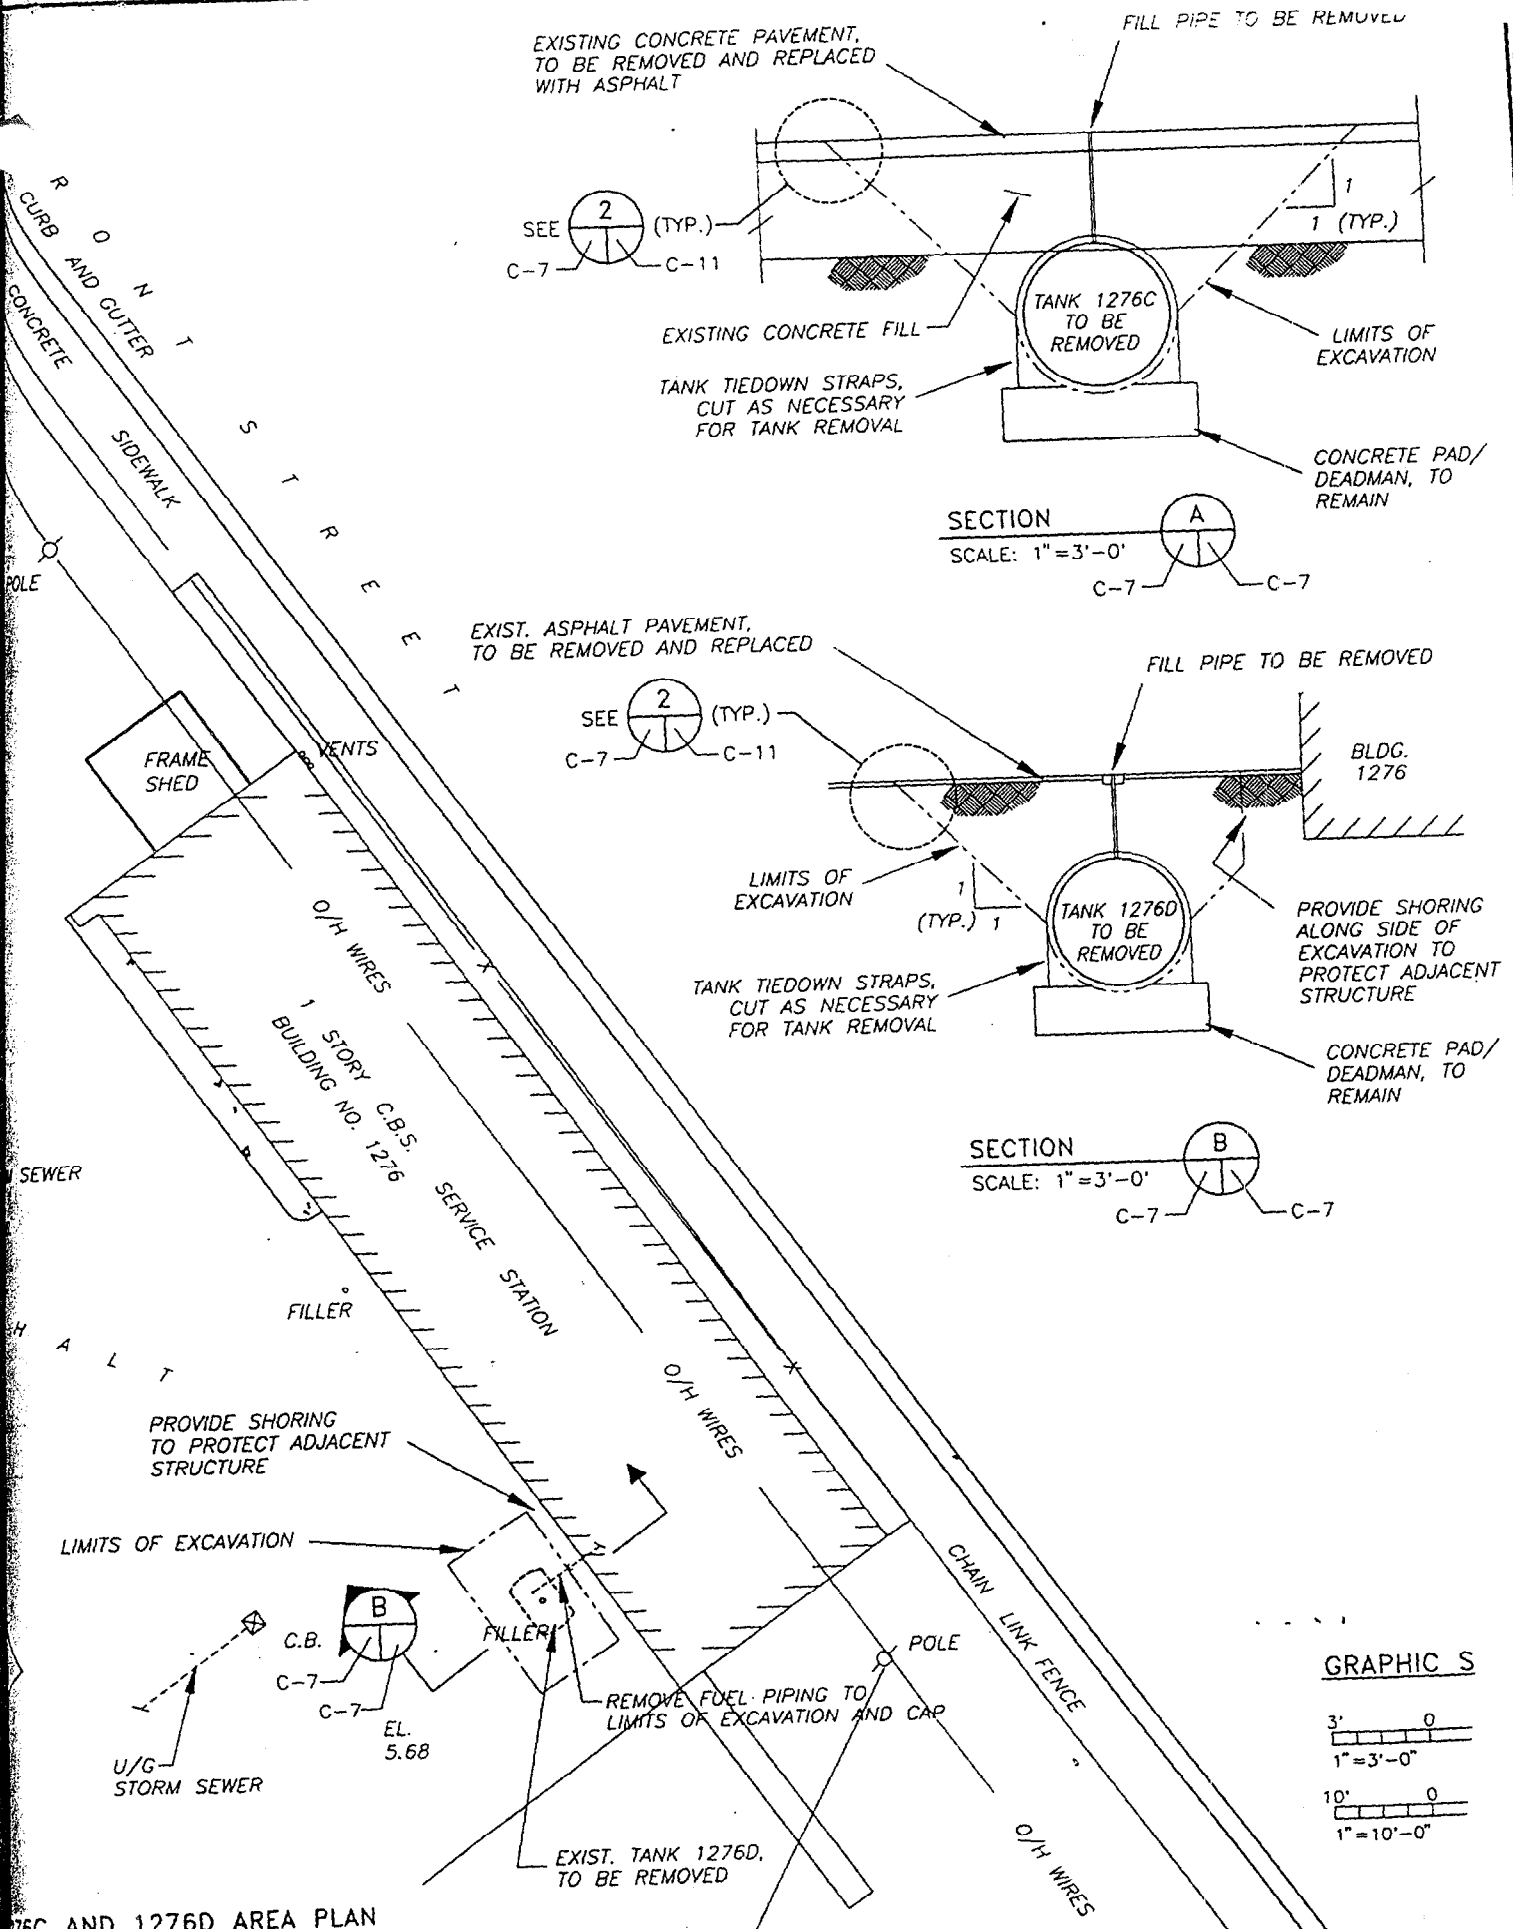 EXISTING CONCRETE PAVEMENT,
TO BE REMOVED AND REPLACED
WITH ASPHALT
FILL PIPE TO BE REMOVED
SEE 2 (TYP.)
C-7 C-11
1
1 (TYP.)
TANK 1276C
TO BE
REMOVED
EXISTING CONCRETE FILL
LIMITS OF
EXCAVATION
TANK TIEDOWN STRAPS,
CUT AS NECESSARY
FOR TANK REMOVAL
CONCRETE PAD/
DEADMAN, TO
REMAIN
SECTION A
SCALE: 1"=3'-0'
C-7 C-7
EXIST. ASPHALT PAVEMENT,
TO BE REMOVED AND REPLACED
FILL PIPE TO BE REMOVED
SEE 2 (TYP.)
C-7 C-11
BLDG.
1276
LIMITS OF
EXCAVATION
1
(TYP.) 1
TANK 1276D
TO BE
REMOVED
PROVIDE SHORING
ALONG SIDE OF
EXCAVATION TO
PROTECT ADJACENT
STRUCTURE
TANK TIEDOWN STRAPS,
CUT AS NECESSARY
FOR TANK REMOVAL
CONCRETE PAD/
DEADMAN, TO
REMAIN
SECTION B
SCALE: 1"=3'-0'
C-7 C-7
RONT STREET
CURB AND GUTTER
CONCRETE
SIDEWALK
POLE
FRAME
SHED
VENTS
O/H WIRES
1 STORY C.B.S. SERVICE STATION
BUILDING NO. 1276
SEWER
FILLER
H A L T
O/H WIRES
PROVIDE SHORING
TO PROTECT ADJACENT
STRUCTURE
LIMITS OF EXCAVATION
C.B.
B
C-7
C-7
EL.
5.68
FILLER
U/G
STORM SEWER
REMOVE FUEL PIPING TO
LIMITS OF EXCAVATION AND CAP
EXIST. TANK 1276D,
TO BE REMOVED
POLE
CHAIN LINK FENCE
O/H WIRES
GRAPHIC S
3' 0
1"=3'-0"
10' 0
1"=10'-0"
76C AND 1276D AREA PLAN